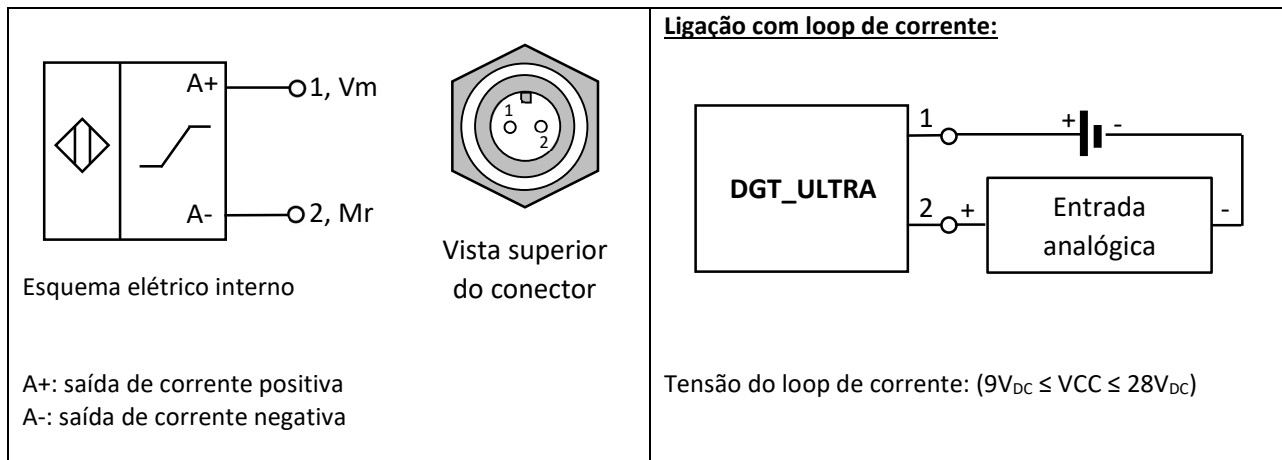 A+
1, Vm
A-
2, Mr
1
2
Vista superior
do conector
Esquema elétrico interno
A+: saída de corrente positiva
A-: saída de corrente negativa
Ligação com loop de corrente:
DGT_ULTRA
1
+ -
2
+
Entrada
analógica
-
Tensão do loop de corrente: (9VDC ≤ VCC ≤ 28VDC)